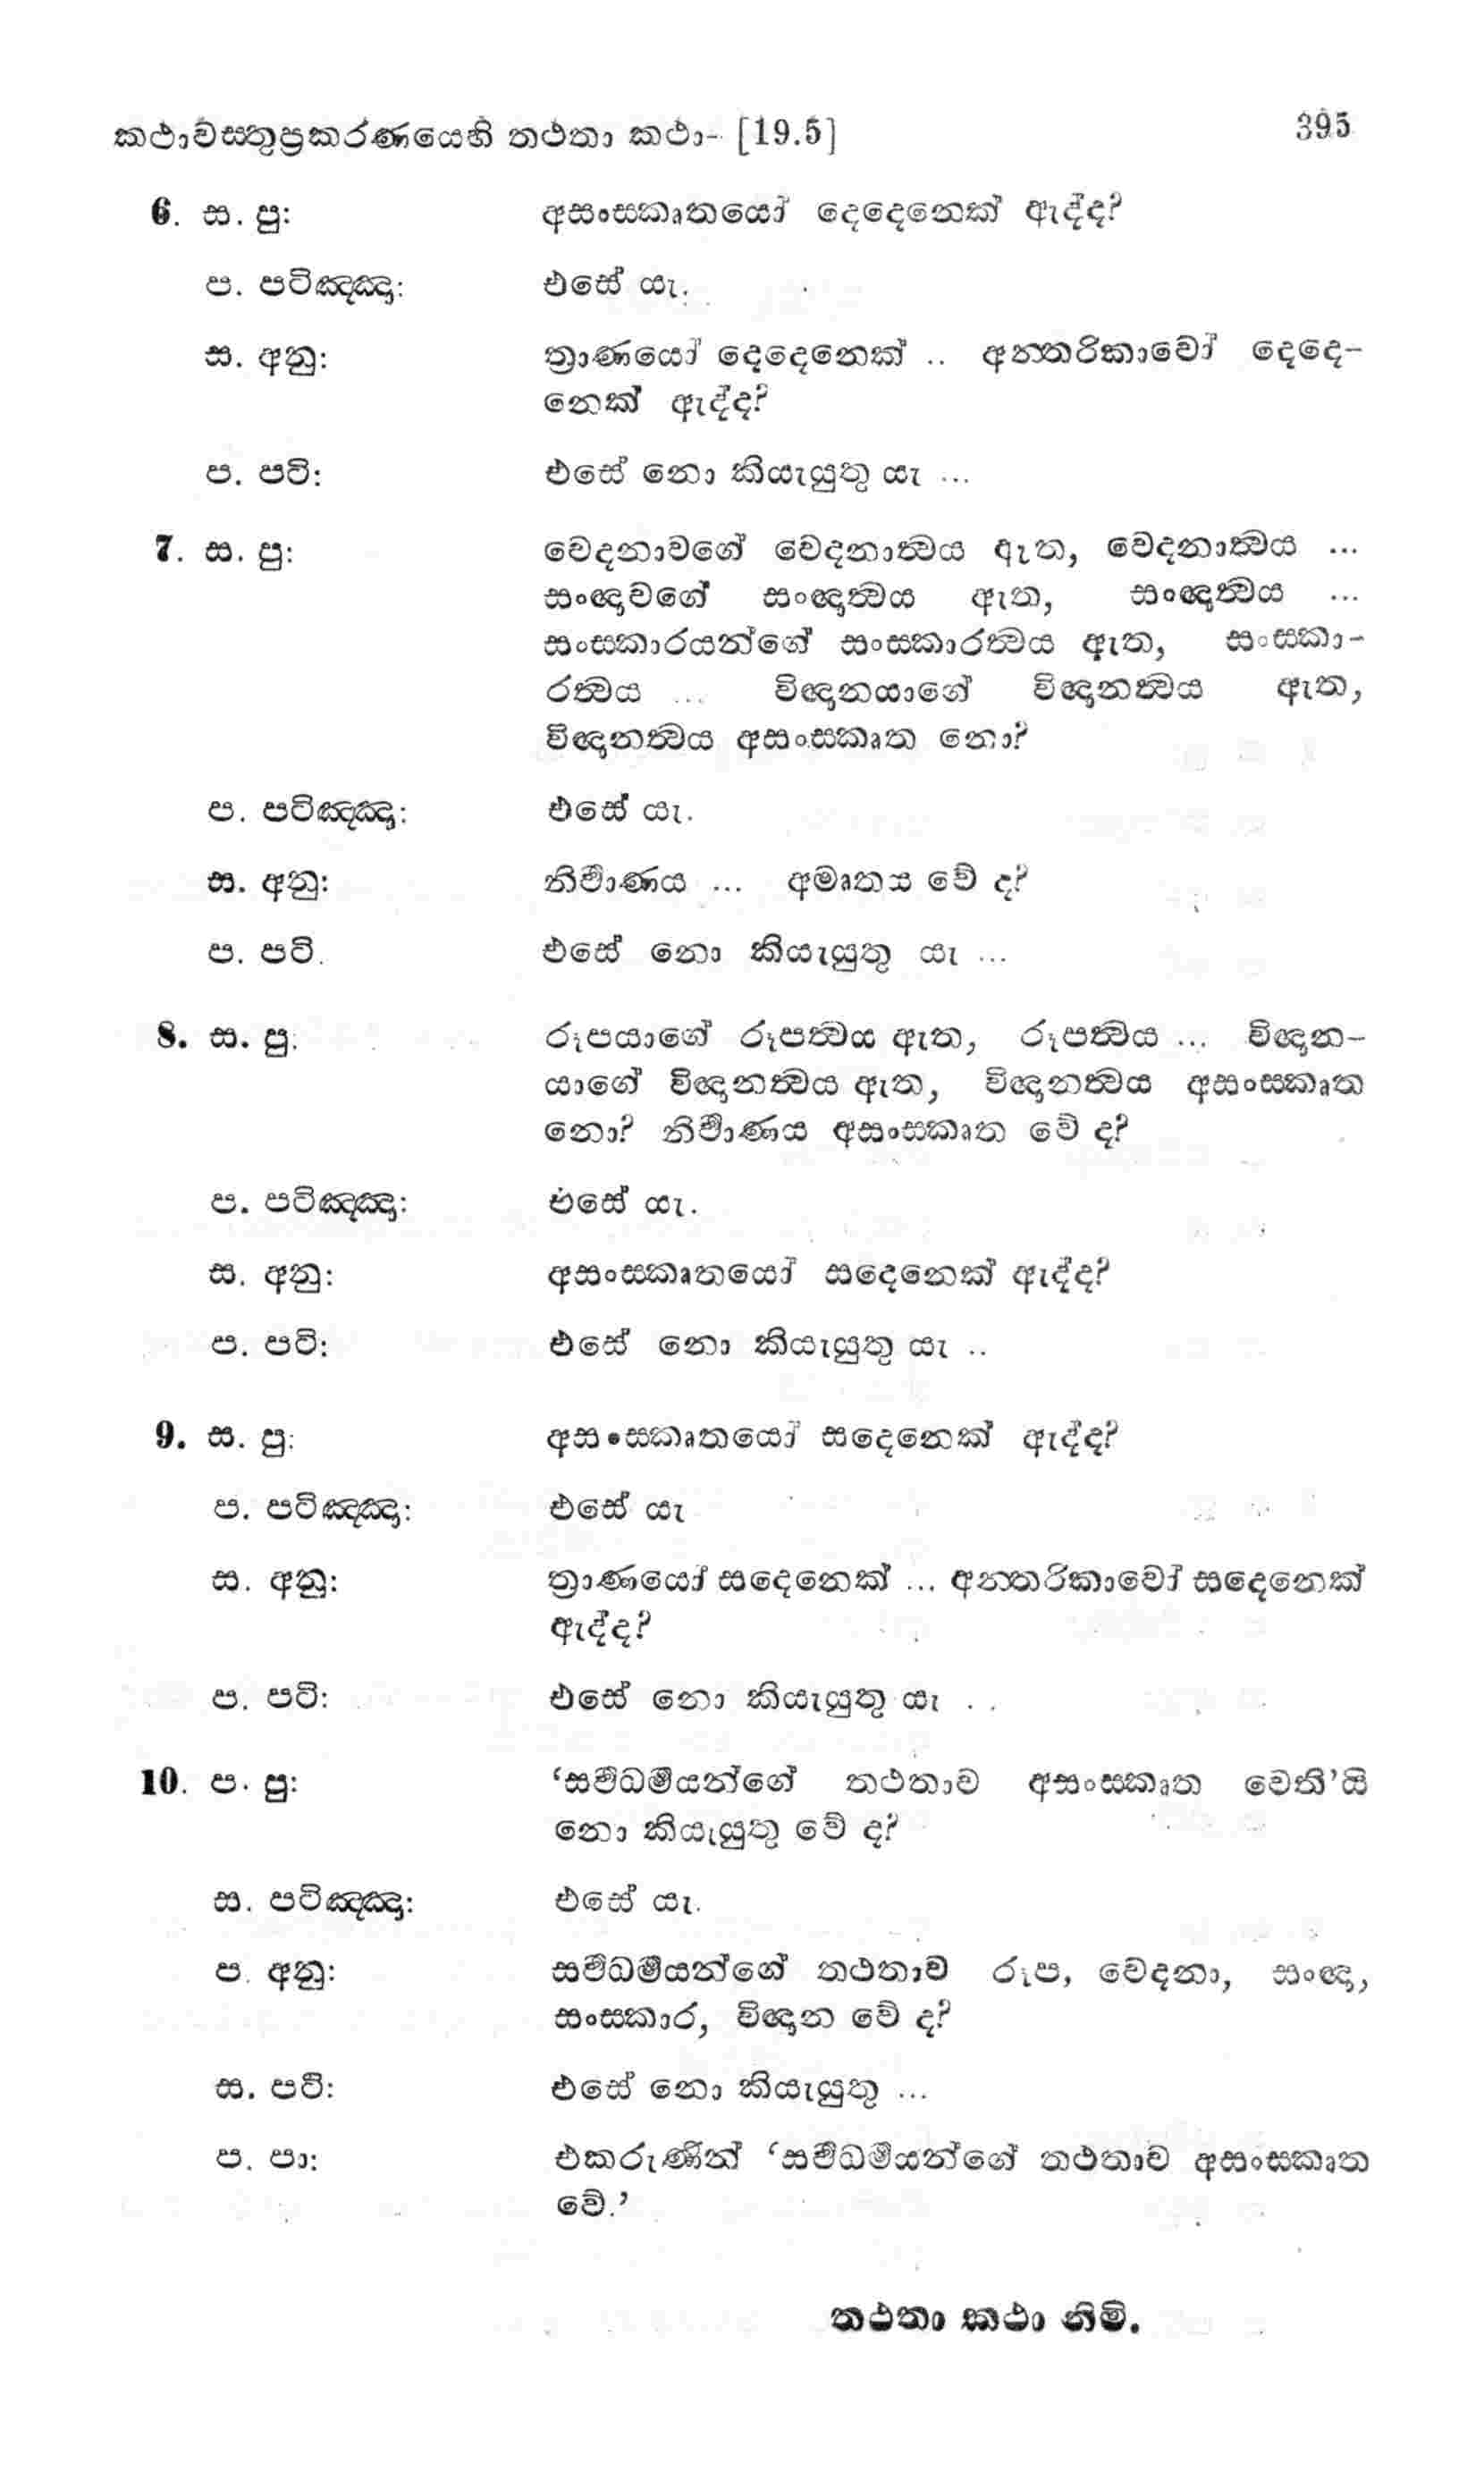 කථාවස්තුප්‍රකරණයෙහි තථතා කථා- [19.5] 395
6. ස. පු: අසංස්කෘතයෝ දෙදෙනෙක් ඇද්ද?
ප. පටිඤ්ඤා: එසේ යැ.
ස. අනු: ත්‍රාණයෝ දෙදෙනෙක් .. අන්තරිකාවෝ දෙදෙ-
නෙක් ඇද්ද?
ප. පටි: එසේ නො කියැයුතු යැ ...
7. ස. පු: වෙදනාවගේ වෙදනාත්‍වය ඇත, වෙදනාත්‍වය ...
සංඥාවගේ සංඥාත්‍වය ඇත, සංඥාත්‍වය ...
සංස්කාරයන්ගේ සංස්කාරත්‍වය ඇත, සංස්කා-
රත්‍වය ... විඥානයාගේ විඥානත්‍වය ඇත,
විඥානත්‍වය අසංස්කෘත නො?
ප. පටිඤ්ඤා: එසේ යැ.
ස. අනු: නිර්‍වාණය ... අමෘතය වේ ද?
ප. පටි. එසේ නො කියැයුතු යැ ...
8. ස. පු: රූපයාගේ රූපත්‍වය ඇත, රූපත්‍වය ... විඥාන-
යාගේ විඥානත්‍වය ඇත, විඥානත්‍වය අසංස්කෘත
නො? නිර්‍වාණය අසංස්කෘත වේ ද?
ප. පටිඤ්ඤා: එසේ යැ.
ස. අනු: අසංස්කෘතයෝ සදෙනෙක් ඇද්ද?
ප. පටි: එසේ නො කියැයුතු යැ ..
9. ස. පු: අසංස්කෘතයෝ සදෙනෙක් ඇද්ද?
ප. පටිඤ්ඤා: එසේ යැ
ස. අනු: ත්‍රාණයෝ සදෙනෙක් ... අන්තරිකාවෝ සදෙනෙක්
ඇද්ද?
ප. පටි: එසේ නො කියැයුතු යැ . .
10. ප. පු: ‘සර්‍වධර්‍මයන්ගේ තථතාව අසංස්කෘත වෙති’යි
නො කියැයුතු වේ ද?
ස. පටිඤ්ඤා: එසේ යැ.
ප. අනු: සර්‍වධර්‍මයන්ගේ තථතාව රූප, වේදනා, සංඥා,
සංස්කාර, විඥාන වේ ද?
ස. පටි: එසේ නො කියැයුතු ...
ප. පා: එකරුණින් ‘සර්‍වධර්‍මයන්ගේ තථතාව අසංස්කෘත
වේ.’
තථතා කථා නිමි.